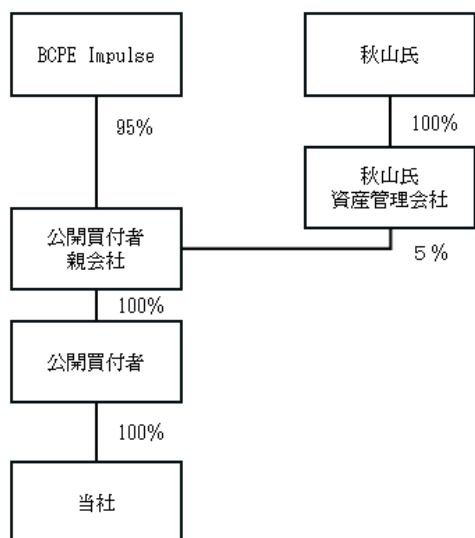 BCPE Impulse
秋山氏
95%
100%
秋山氏
資産管理会社
公開買付者
親会社
5%
100%
公開買付者
100%
当社